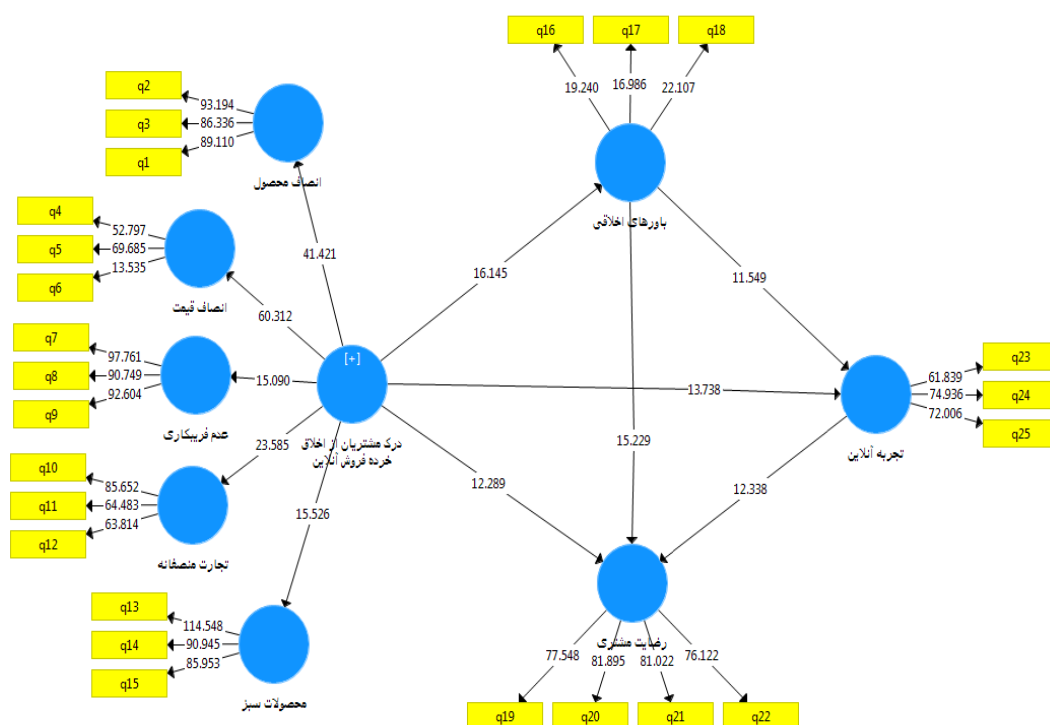 q16
q17
q18
19.240
16.986
22.107
باورهای اخلاقی
q2
q3
q1
93.194
86.336
89.110
انصاف محصول
q4
q5
q6
52.797
69.685
13.535
انصاف قیمت
41.421
60.312
16.145
11.549
q7
q8
q9
97.761
90.749
92.604
عدم فریبکاری
15.090
[+]
درک مشتریان از اخلاق
خرده فروش آنلاین
13.738
15.229
q23
q24
q25
61.839
74.936
72.006
تجربه آنلاین
q10
q11
q12
85.652
64.483
63.814
تجارت منصفانه
23.585
15.526
12.289
12.338
q13
q14
q15
114.548
90.945
85.953
محصولات سبز
رضایت مشتری
77.548
81.895
81.022
76.122
q19
q20
q21
q22